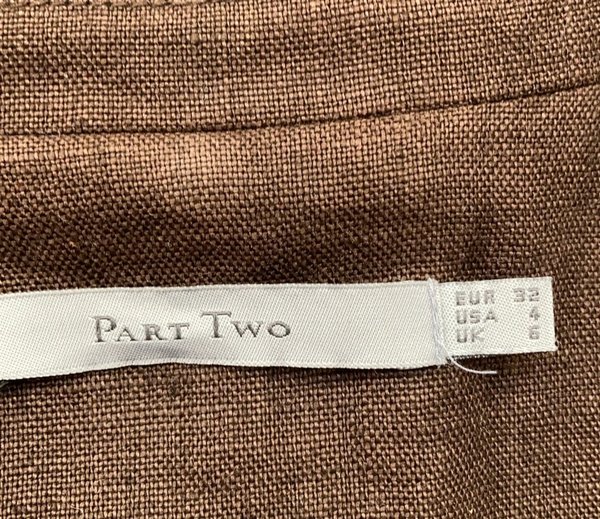 PART TWO
EUR 32
USA 4
UK 6